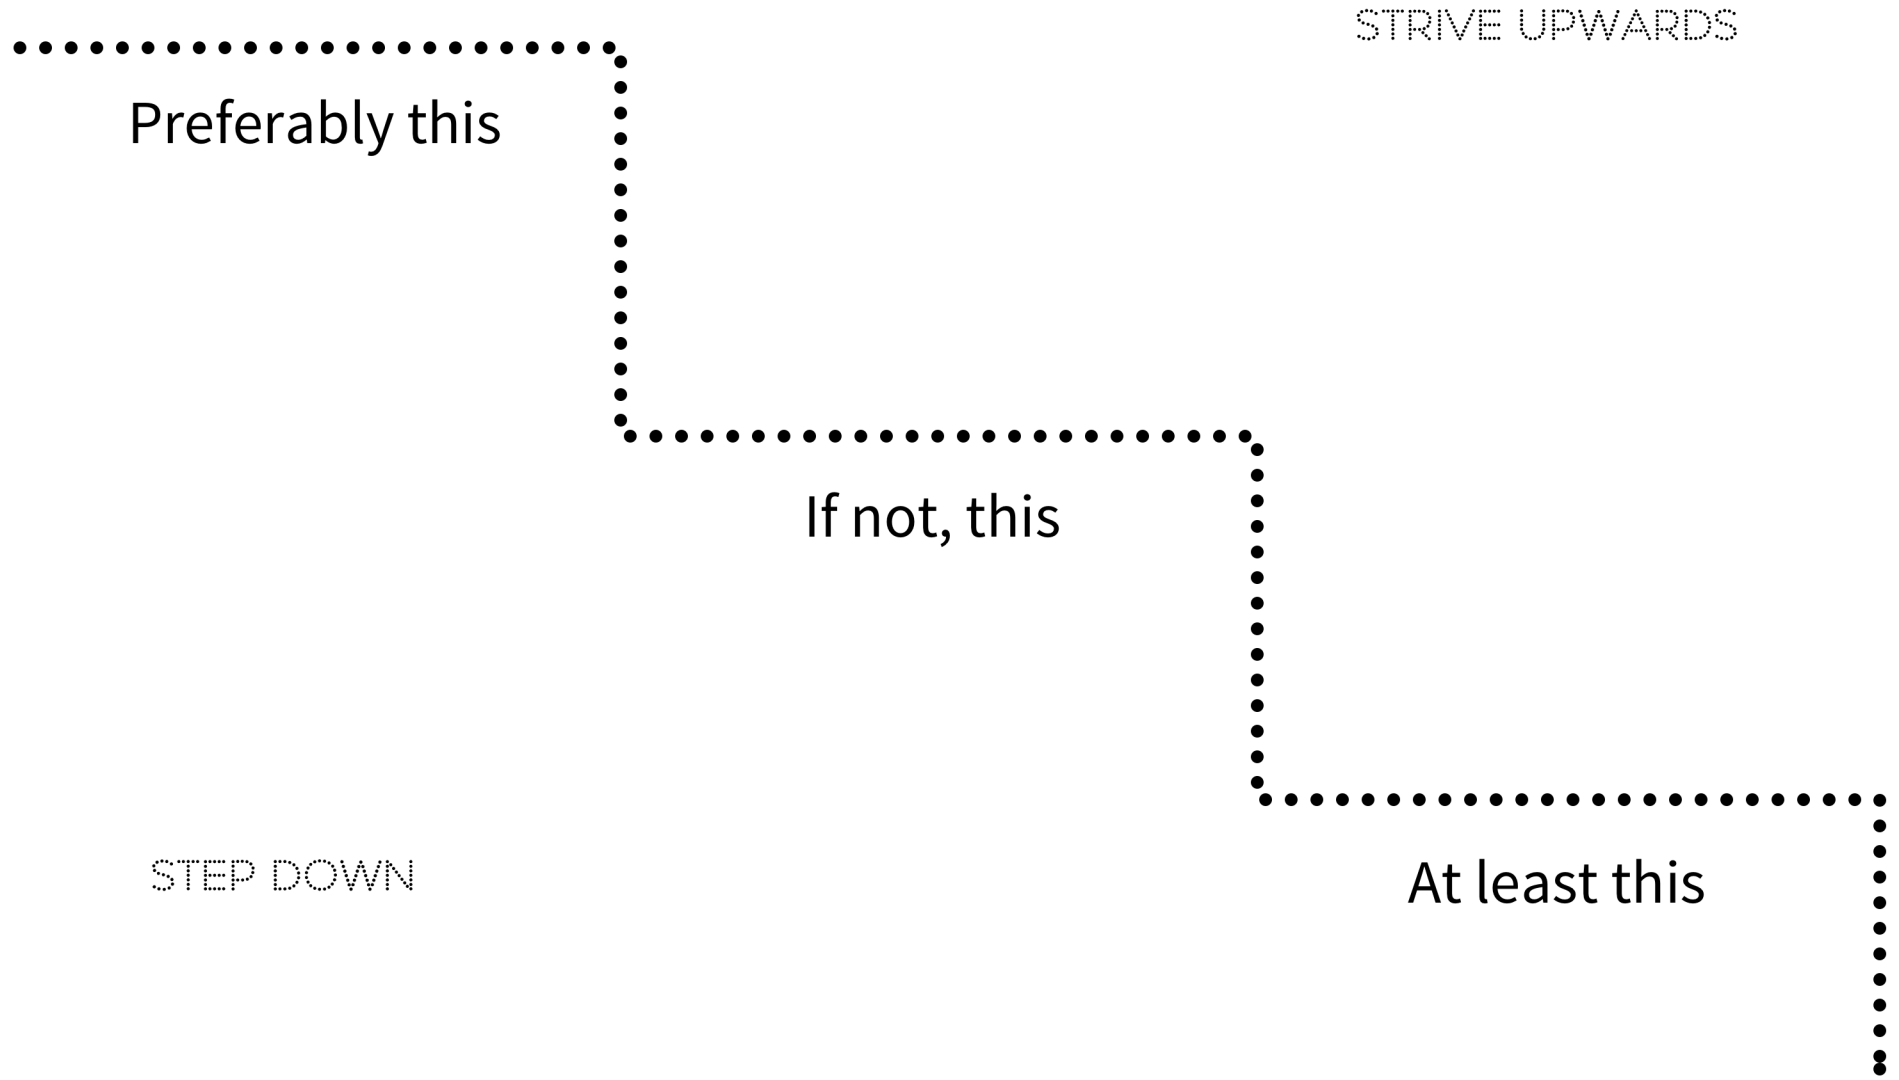 STRIVE UPWARDS
Preferably this
If not, this
STEP DOWN
At least this